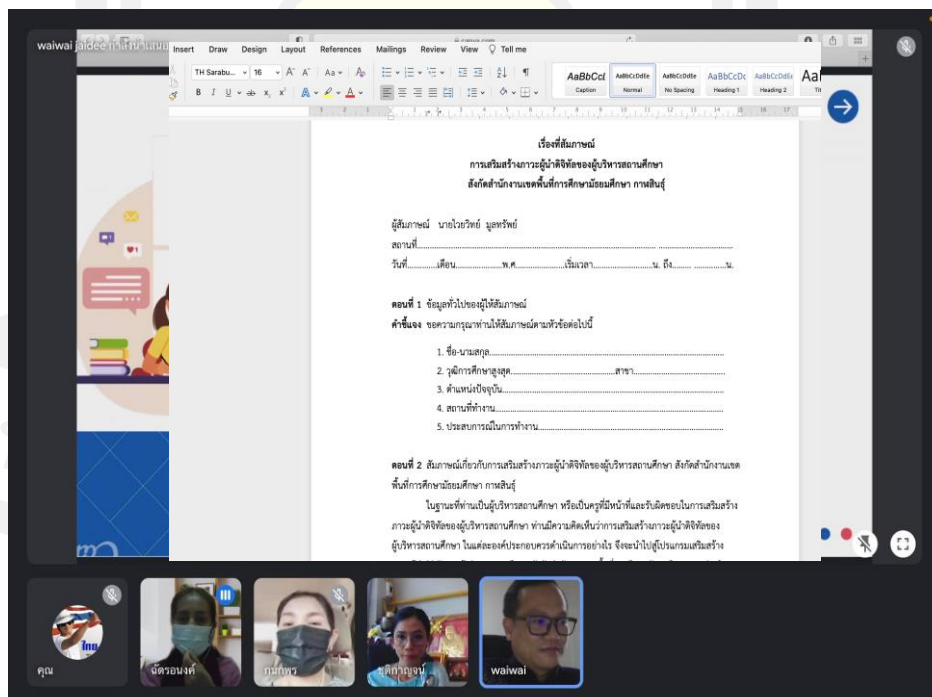 waiwai jaidee กำลังนำเสนอ
Insert Draw Design Layout References Mailings Review View Tell me
TH Sarabu... 16 A A Aa
B I U ab x x A A
AaBbCcI AaBbCcDdEe AaBbCcDdEe AaBbCcDc AaBbCcDdEe Aa
Caption Normal No Spacing Heading 1 Heading 2
เรื่องที่สัมภาษณ์
การเสริมสร้างภาวะผู้นำดิจิทัลของผู้บริหารสถานศึกษา
สังกัดสำนักงานเขตพื้นที่การศึกษามัธยมศึกษา กาฬสินธุ์
ผู้สัมภาษณ์ นายไวยวิทย์ มูลทรัพย์
สถานที่................................................................................
วันที่.............เดือน....................พ.ศ.....................เริ่มเวลา.........................น. ถึง........ .............น.
ตอนที่ 1 ข้อมูลทั่วไปของผู้ให้สัมภาษณ์
คำชี้แจง ขอความกรุณาท่านให้สัมภาษณ์ตามหัวข้อต่อไปนี้
1. ชื่อ-นามสกุล................................................................................
2. วุฒิการศึกษาสูงสุด...................................สาขา...............................
3. ตำแหน่งปัจจุบัน................................................................................
4. สถานที่ทำงาน................................................................................
5. ประสบการณ์ในการทำงาน................................................................
ตอนที่ 2 สัมภาษณ์เกี่ยวกับการเสริมสร้างภาวะผู้นำดิจิทัลของผู้บริหารสถานศึกษา สังกัดสำนักงานเขต
พื้นที่การศึกษามัธยมศึกษา กาฬสินธุ์
ในฐานะที่ท่านเป็นผู้บริหารสถานศึกษา หรือเป็นครูที่มีหน้าที่และรับผิดชอบในการเสริมสร้าง
ภาวะผู้นำดิจิทัลของผู้บริหารสถานศึกษา ท่านมีความคิดเห็นว่าการเสริมสร้างภาวะผู้นำดิจิทัลของ
ผู้บริหารสถานศึกษา ในแต่ละองค์ประกอบควรดำเนินการอย่างไร จึงจะนำไปสู่โปรแกรมเสริมสร้าง
ไทย
คุณ
ฉัตรอนงค์
กนกพร
ชุติกาญจน์
waiwai